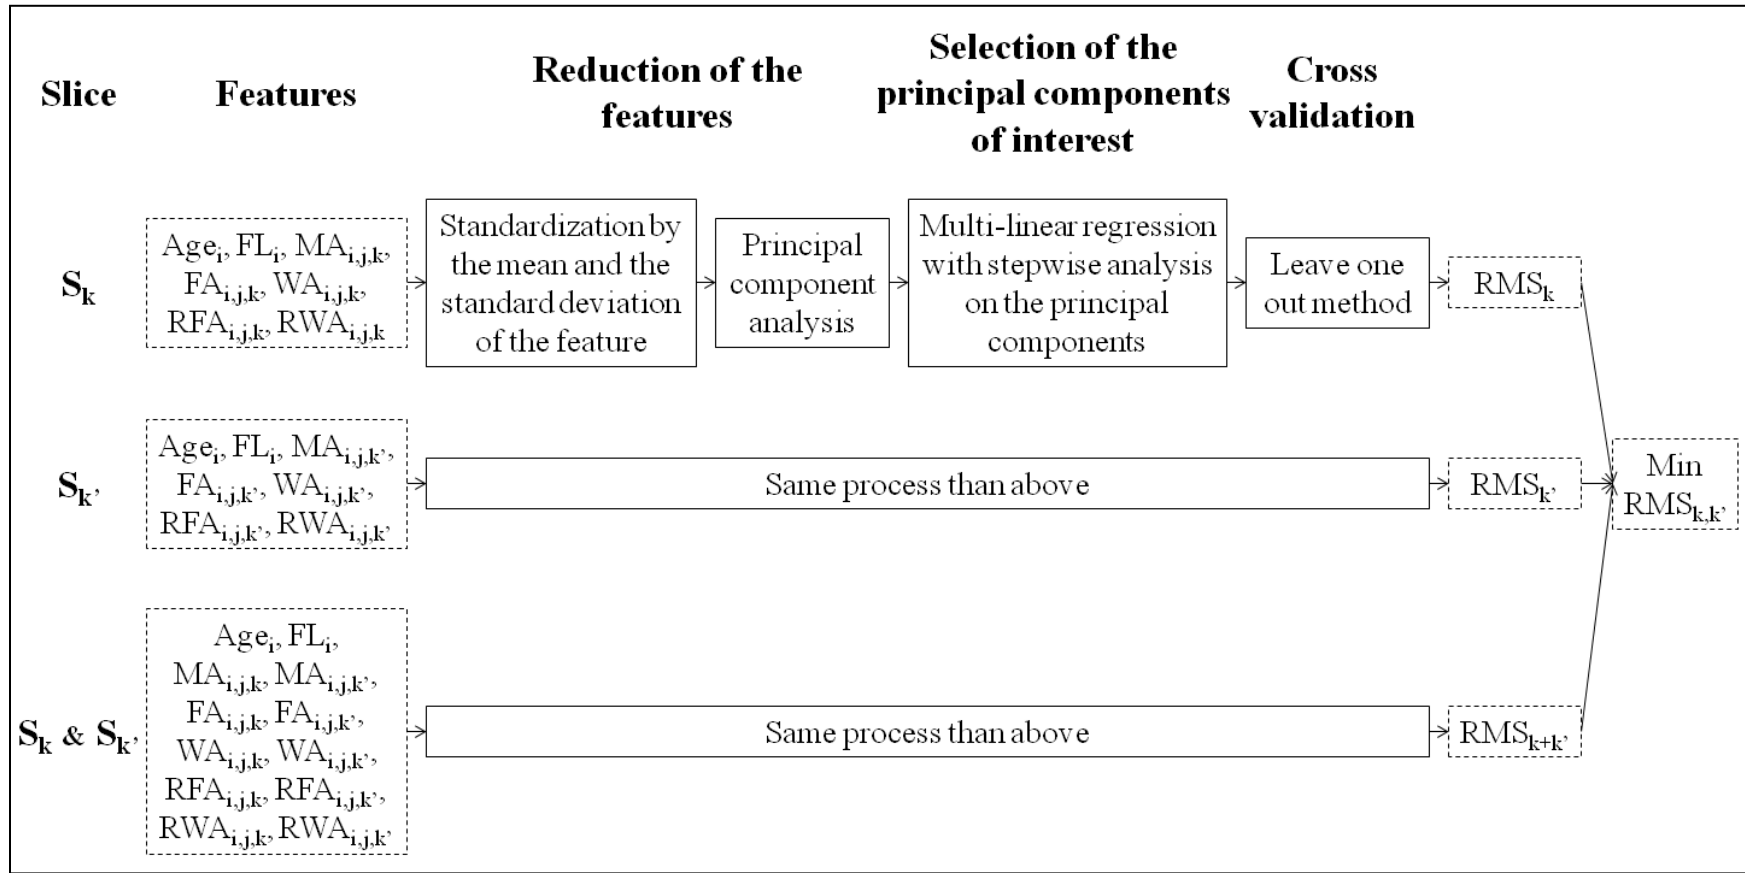 Slice
Features
Reduction of the
features
Selection of the
principal components
of interest
Cross
validation
Sk
Agei, FLi, MAi,j,k,
FAi,j,k, WAi,j,k,
RFAi,j,k, RWAi,j,k
Standardization by
the mean and the
standard deviation
of the feature
Principal
component
analysis
Multi-linear regression
with stepwise analysis
on the principal
components
Leave one
out method
RMSk
Sk’
Agei, FLi, MAi,j,k’,
FAi,j,k’, WAi,j,k’,
RFAi,j,k’, RWAi,j,k’
Same process than above
RMSk’
Min
RMSk,k’
Sk & Sk’
Agei, FLi,
MAi,j,k, MAi,j,k’,
FAi,j,k, FAi,j,k’,
WAi,j,k, WAi,j,k’,
RFAi,j,k, RFAi,j,k’,
RWAi,j,k, RWAi,j,k’
Same process than above
RMSk+k’